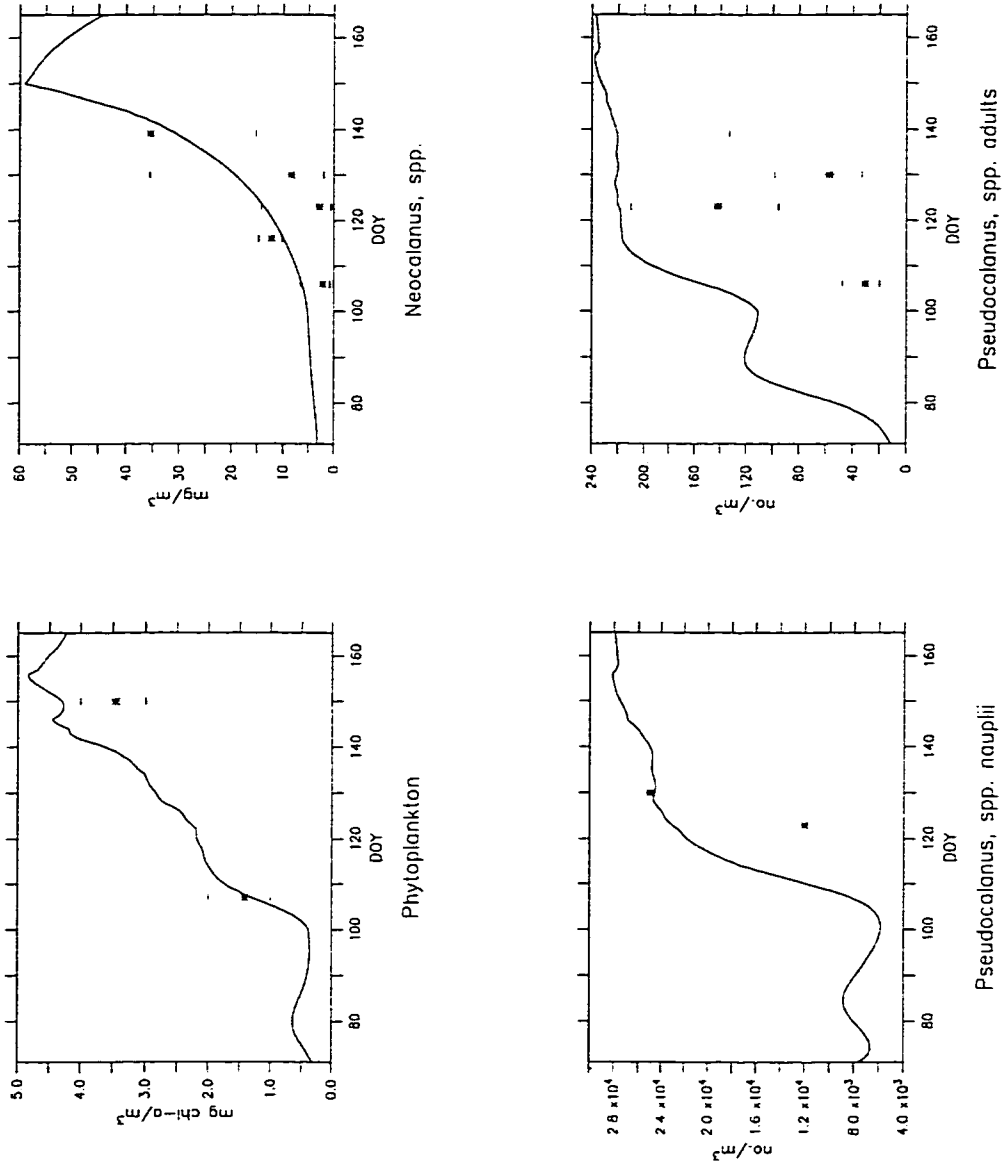 5.0
4.0
3.0
2.0
1.0
0.0
mg chl-a/m³
80
100
120
140
160
DOY
Phytoplankton
60
50
40
30
20
10
0
mg/m³
80
100
120
140
160
DOY
Neocalanus, spp.
2 8 x10⁴
2 4 x10⁴
2 0 x10⁴
1 6 x10⁴
1.2 x10⁴
8 0 x10³
4 0 x10³
no./m³
80
100
120
140
160
DOY
Pseudocalanus, spp. nauplii
240
200
160
120
80
40
0
no./m³
80
100
120
140
160
DOY
Pseudocalanus, spp adults